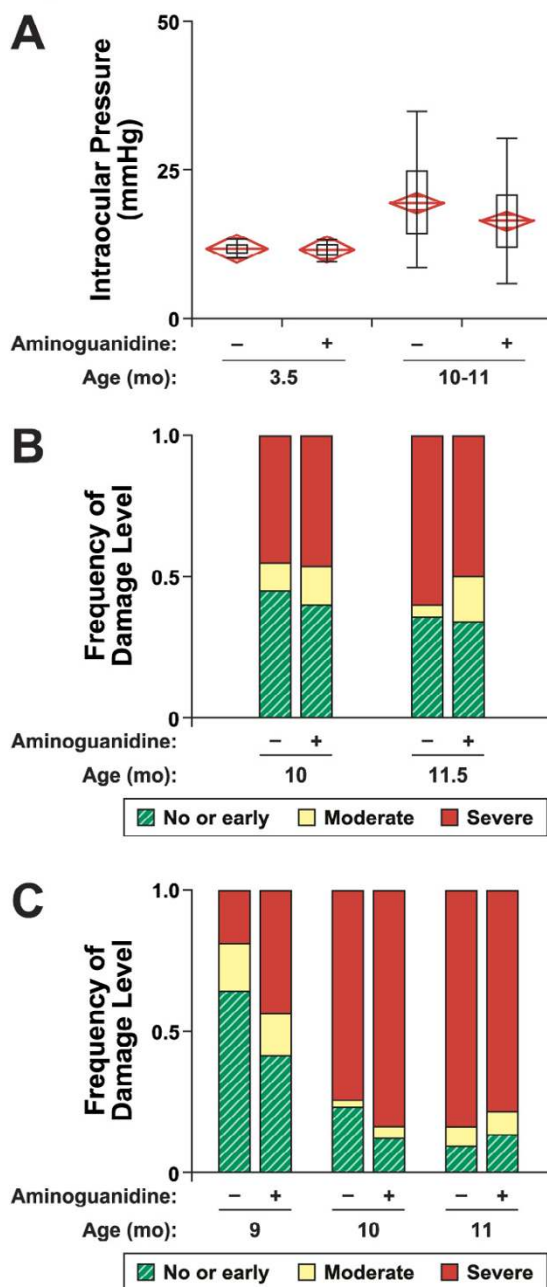 A
Intraocular Pressure
(mmHg)
50
25
0
Aminoguanidine: – + – +
Age (mo): 3.5 10-11
B
Frequency of
Damage Level
1.0
0.5
0
Aminoguanidine: – + – +
Age (mo): 10 11.5
No or early Moderate Severe
C
Frequency of
Damage Level
1.0
0.5
0
Aminoguanidine: – + – + – +
Age (mo): 9 10 11
No or early Moderate Severe